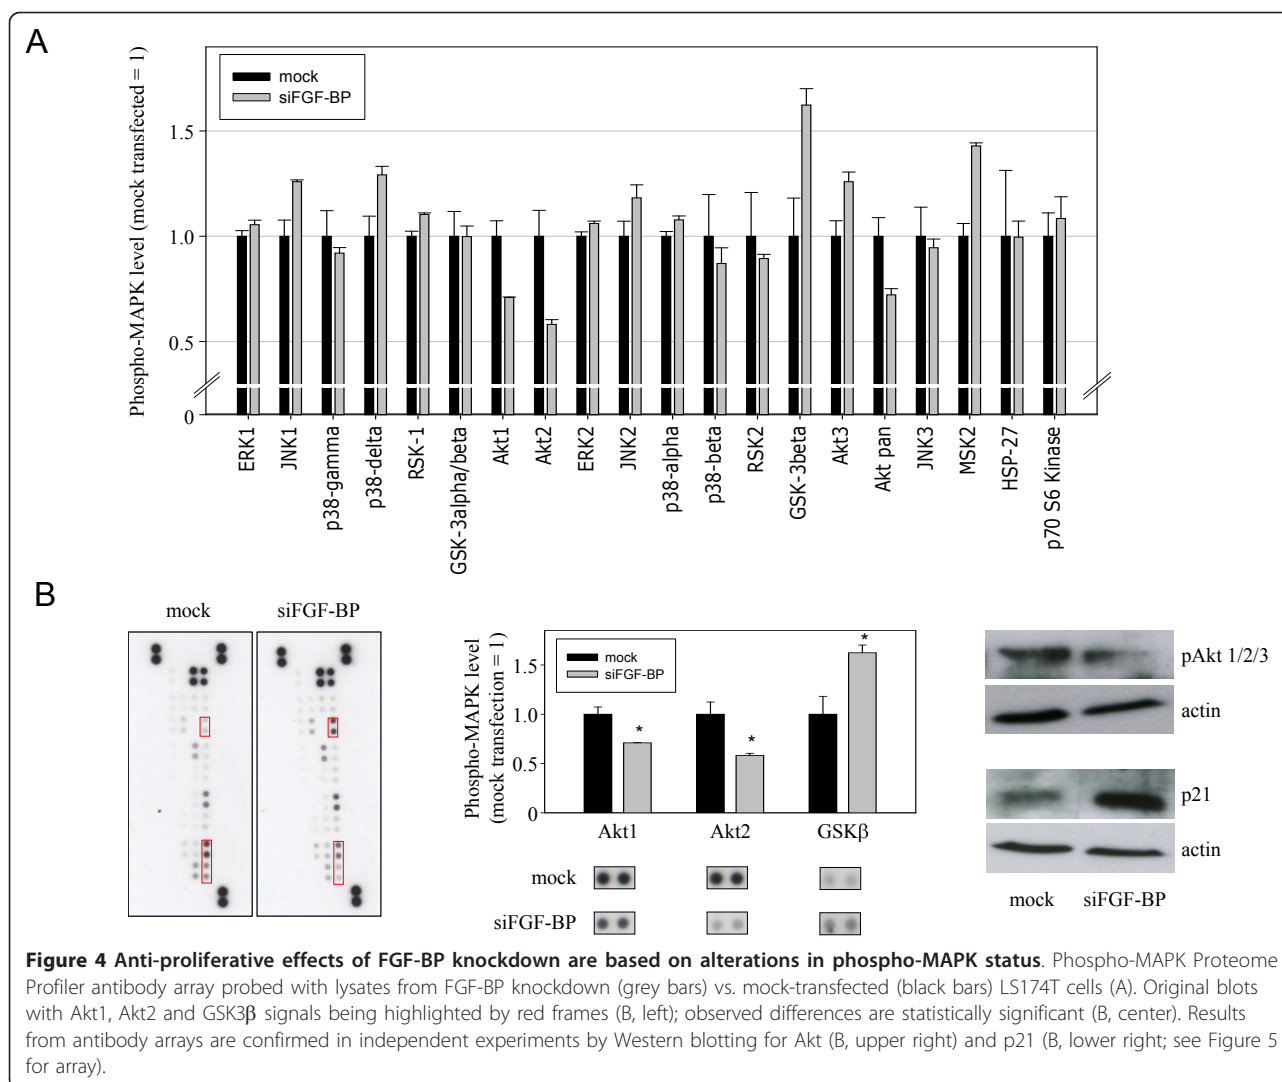 A
Phospho-MAPK level (mock transfected = 1)
mock
siFGF-BP
1.5
1.0
0.5
0
ERK1
JNK1
p38-gamma
p38-delta
RSK-1
GSK-3alpha/beta
Akt1
Akt2
ERK2
JNK2
p38-alpha
p38-beta
RSK2
GSK-3beta
Akt3
Akt pan
JNK3
MSK2
HSP-27
p70 S6 Kinase
B
mock
siFGF-BP
Phospho-MAPK level
(mock transfection = 1)
mock
siFGF-BP
1.5
1.0
0.5
0.0
*
*
*
Akt1
Akt2
GSKβ
mock
siFGF-BP
pAkt 1/2/3
actin
p21
actin
mock
siFGF-BP
Figure 4 Anti-proliferative effects of FGF-BP knockdown are based on alterations in phospho-MAPK status. Phospho-MAPK Proteome
Profiler antibody array probed with lysates from FGF-BP knockdown (grey bars) vs. mock-transfected (black bars) LS174T cells (A). Original blots
with Akt1, Akt2 and GSK3β signals being highlighted by red frames (B, left); observed differences are statistically significant (B, center). Results
from antibody arrays are confirmed in independent experiments by Western blotting for Akt (B, upper right) and p21 (B, lower right; see Figure 5
for array).